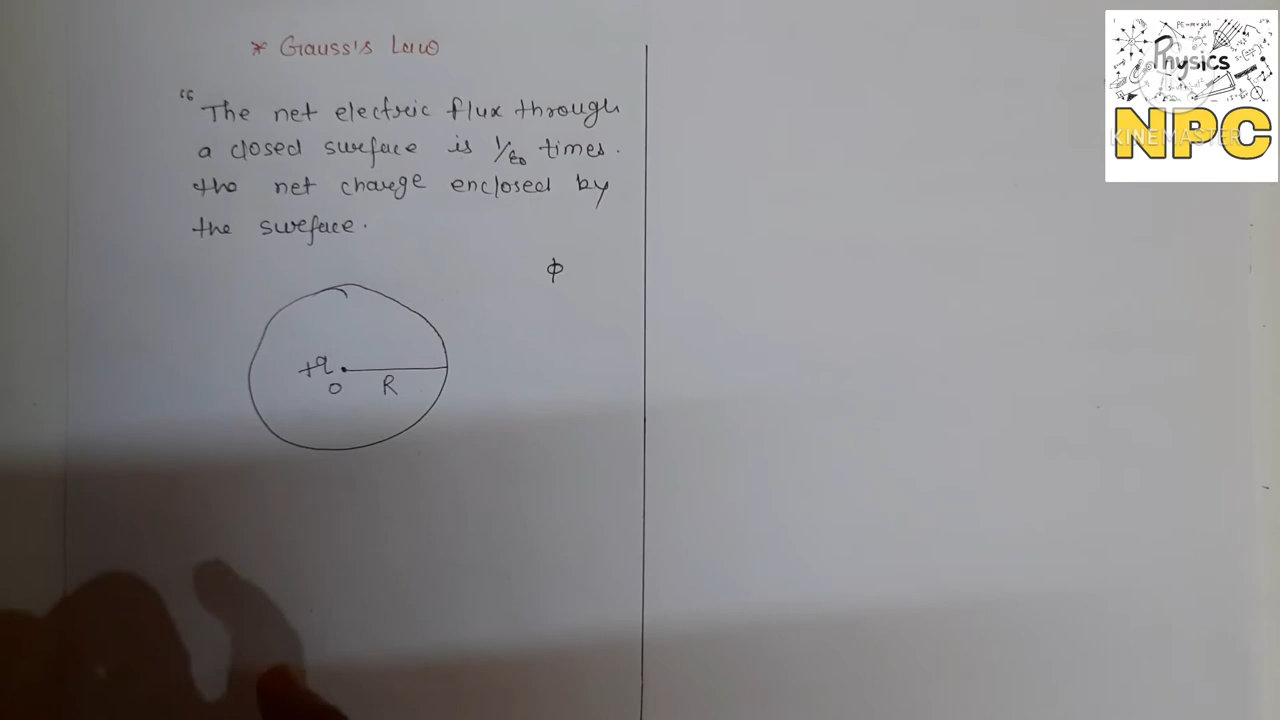 * Gauss's Law
“ The net electric flux through
a closed surface is 1/ε₀ times.
the net charge enclosed by
the surface.
ϕ
+q
O R
Physics
NPC
KINEMASTER